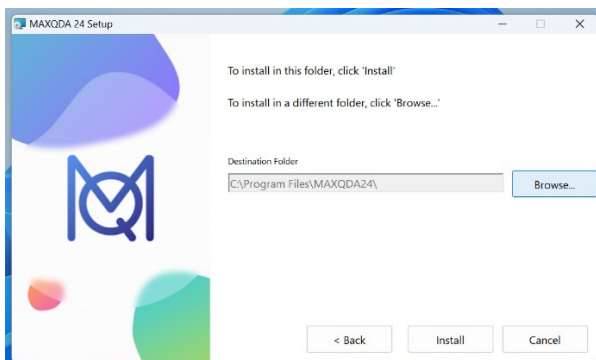 MAXQDA 24 Setup
To install in this folder, click 'Install'
To install in a different folder, click 'Browse...'
Destination Folder
C:\Program Files\MAXQDA24\
Browse...
< Back
Install
Cancel